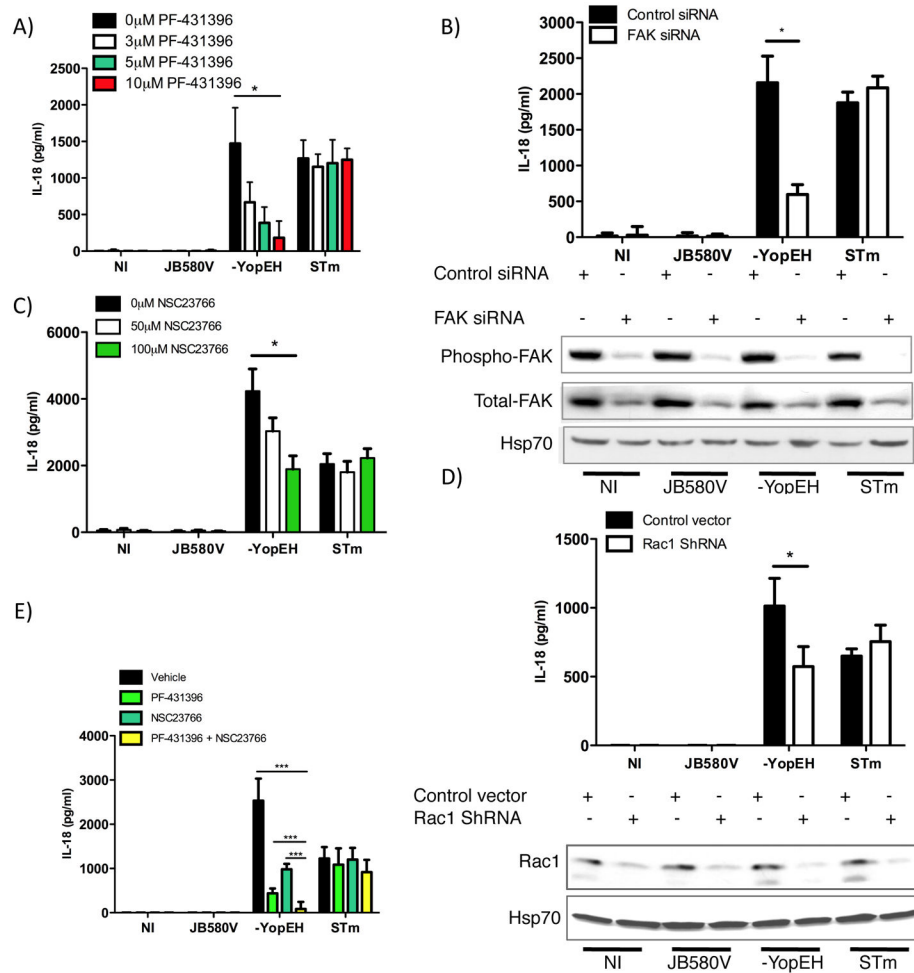 A)
0μM PF-431396
3μM PF-431396
5μM PF-431396
10μM PF-431396
IL-18 (pg/ml)
2500
2000
1500
1000
500
0
*
NI JB580V -YopEH STm
B)
Control siRNA
FAK siRNA
IL-18 (pg/ml)
3000
2500
2000
1500
1000
500
0
*
NI JB580V -YopEH STm
Control siRNA + - + - + - + -
FAK siRNA - + - + - + - +
Phospho-FAK
Total-FAK
Hsp70
NI JB580V -YopEH STm
C)
0μM NSC23766
50μM NSC23766
100μM NSC23766
IL-18 (pg/ml)
6000
4000
2000
0
*
NI JB580V -YopEH STm
D)
Control vector
Rac1 ShRNA
IL-18 (pg/ml)
1500
1000
500
0
*
NI JB580V -YopEH STm
Control vector + - + - + - + -
Rac1 ShRNA - + - + - + - +
Rac1
Hsp70
NI JB580V -YopEH STm
E)
Vehicle
PF-431396
NSC23766
PF-431396 + NSC23766
IL-18 (pg/ml)
4000
3000
2000
1000
0
***
***
***
NI JB580V -YopEH STm